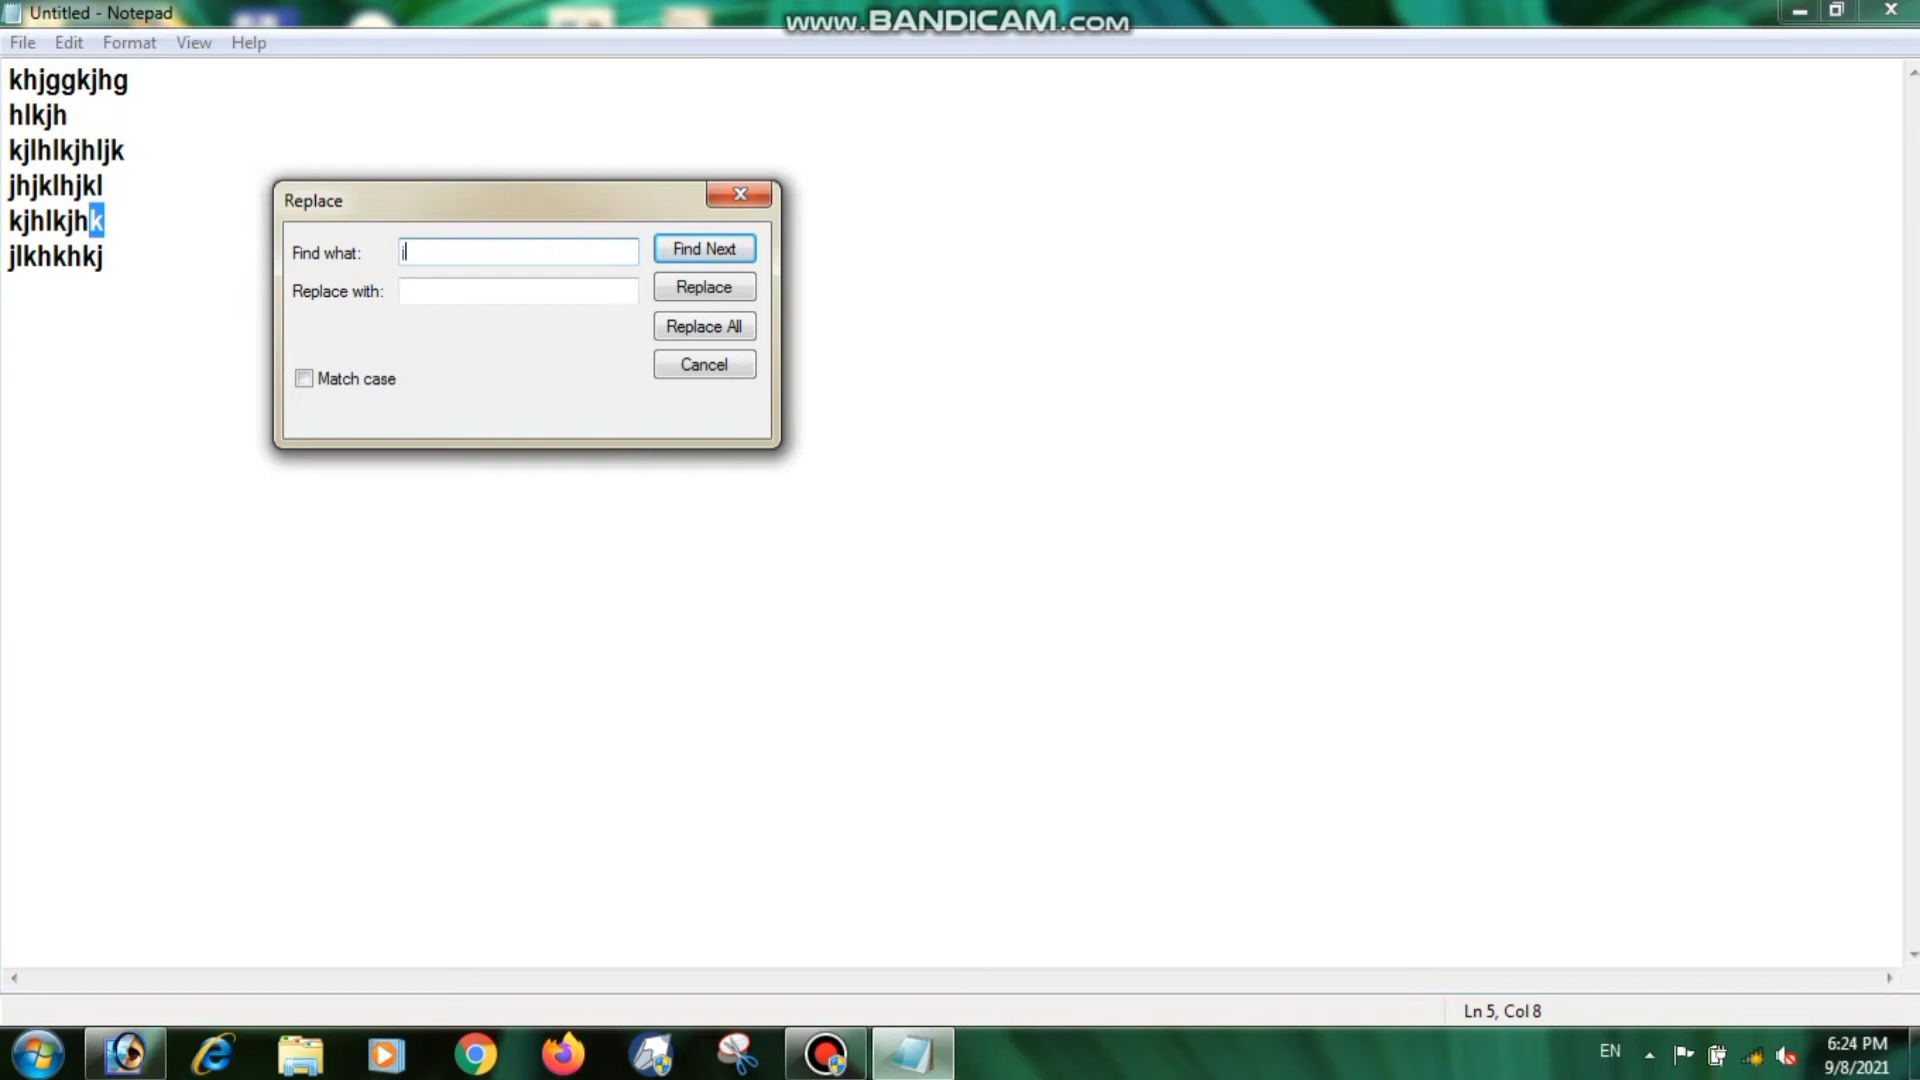 Untitled - Notepad
www.BANDICAM.com
File Edit Format View Help
khjggkjhg
hlkjh
kjlhlkjhljk
jhjklhjkl
kjhlkjhk
jlkhkhkj
Replace
Find what: i
Find Next
Replace with:
Replace
Replace All
Cancel
Match case
Ln 5, Col 8
EN
6:24 PM
9/8/2021